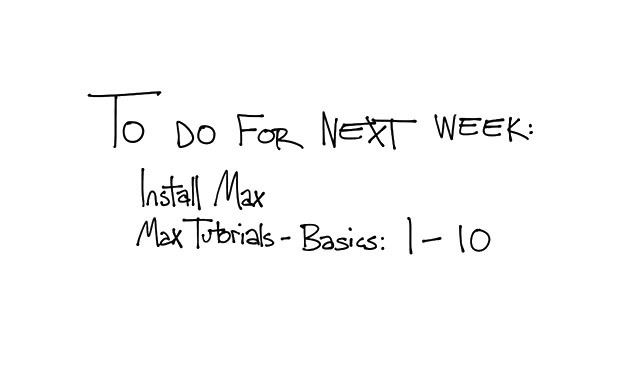 To DO FOR NEXT WEEK:
Install Max
Max Tutorials - Basics: 1 - 10